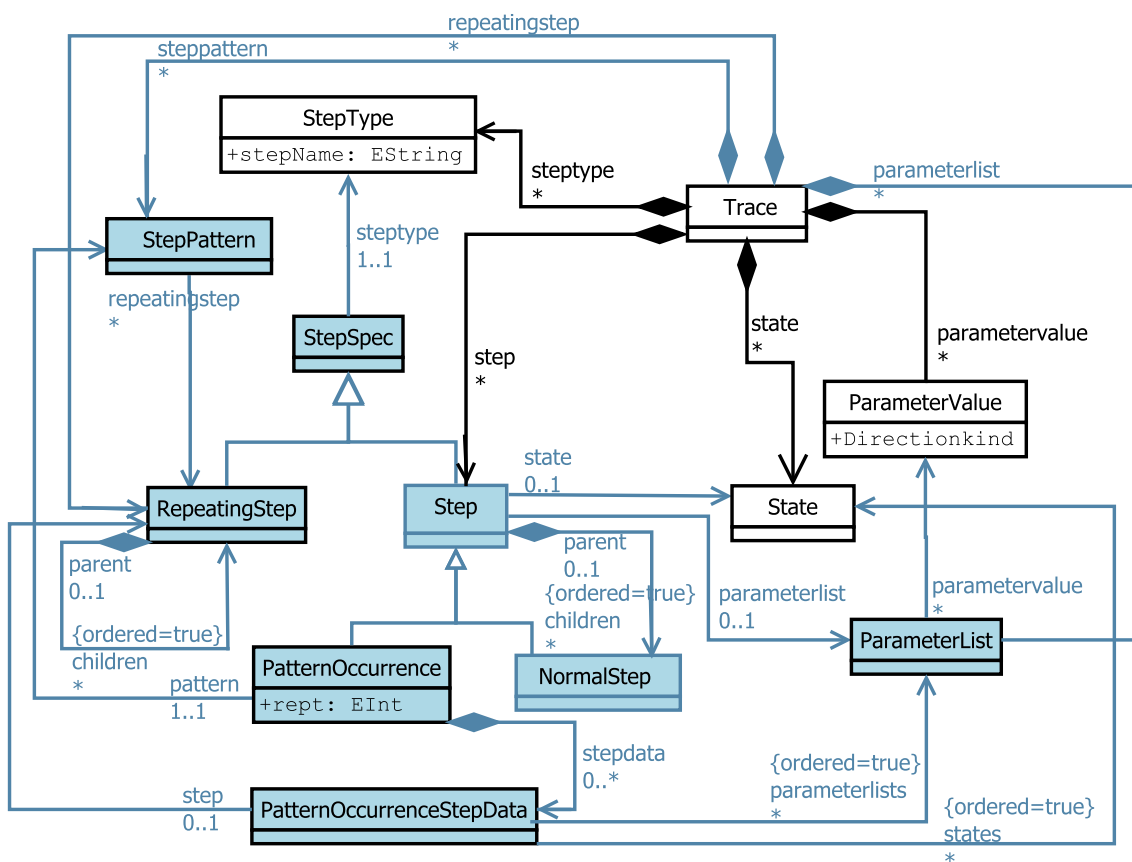 repeatingstep
*
steppattern
*
StepType
+stepName: EString
steptype
*
parameterlist
*
Trace
StepPattern
steptype
1..1
repeatingstep
*
StepSpec
state
*
parametervalue
*
step
*
ParameterValue
+Directionkind
state
0..1
RepeatingStep
Step
State
parent
0..1
parent
0..1
{ordered=true}
children
*
parameterlist
0..1
parametervalue
*
{ordered=true}
children
*
ParameterList
PatternOccurrence
+rept: EInt
NormalStep
pattern
1..1
stepdata
0..*
{ordered=true}
parameterlists
*
step
0..1
PatternOccurrenceStepData
{ordered=true}
states
*